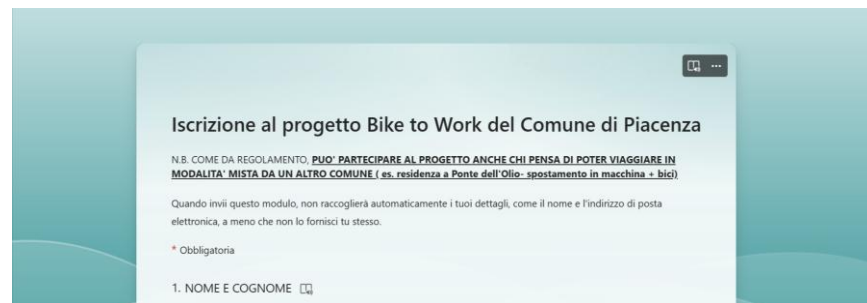 Iscrizione al progetto Bike to Work del Comune di Piacenza
N.B. COME DA REGOLAMENTO, PUO' PARTECIPARE AL PROGETTO ANCHE CHI PENSA DI POTER VIAGGIARE IN
MODALITA' MISTA DA UN ALTRO COMUNE ( es. residenza a Ponte dell'Olio- spostamento in macchina + bici)
Quando invii questo modulo, non raccoglierà automaticamente i tuoi dettagli, come il nome e l'indirizzo di posta
elettronica, a meno che non lo fornisci tu stesso.
* Obbligatoria
1. NOME E COGNOME